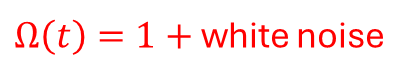 Ω(t) = 1 + white noise